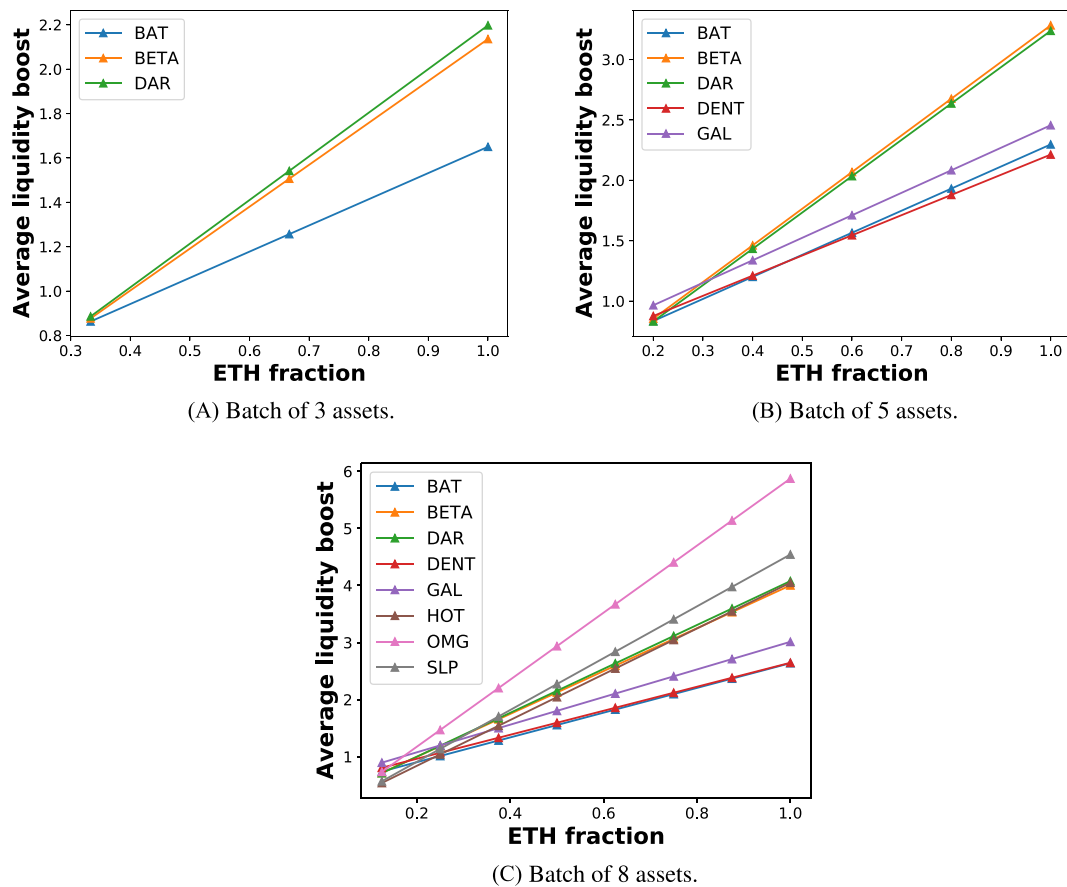 Average liquidity boost
2.2
2.0
1.8
1.6
1.4
1.2
1.0
0.8
BAT
BETA
DAR
0.3 0.4 0.5 0.6 0.7 0.8 0.9 1.0
ETH fraction
(A) Batch of 3 assets.
Average liquidity boost
3.0
2.5
2.0
1.5
1.0
BAT
BETA
DAR
DENT
GAL
0.2 0.3 0.4 0.5 0.6 0.7 0.8 0.9 1.0
ETH fraction
(B) Batch of 5 assets.
Average liquidity boost
6
5
4
3
2
1
BAT
BETA
DAR
DENT
GAL
HOT
OMG
SLP
0.2 0.4 0.6 0.8 1.0
ETH fraction
(C) Batch of 8 assets.